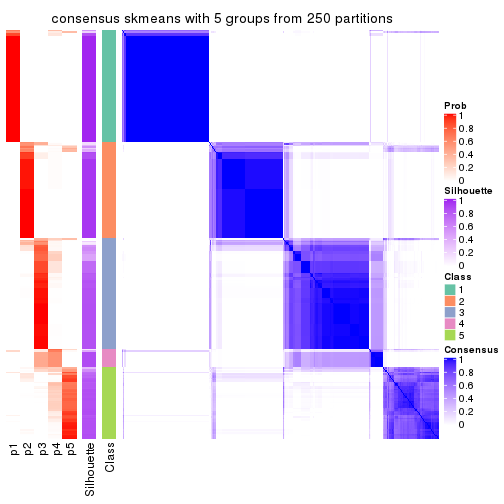 consensus skmeans with 5 groups from 250 partitions
Prob
1
0.8
0.6
0.4
0.2
0
Silhouette
1
0.8
0.6
0.4
0.2
0
Class
1
2
3
4
5
Consensus
1
0.8
0.6
0.4
0.2
0
p1
p2
p3
p4
p5
Silhouette
Class